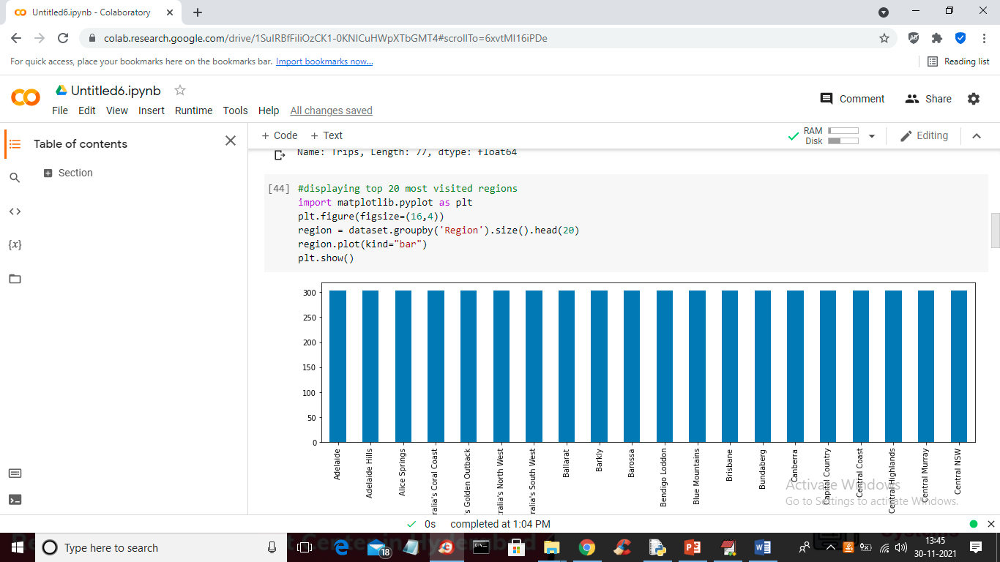 Untitled6.ipynb - Colaboratory
colab.research.google.com/drive/1SuIRBfFiIiOzCK1-0KNICuHWpXTbGMT4#scrollTo=6xvtMI16iPDe
For quick access, place your bookmarks here on the bookmarks bar. Import bookmarks now...
Reading list
Untitled6.ipynb
Comment
Share
File Edit View Insert Runtime Tools Help All changes saved
Table of contents
+ Code + Text
RAM
Disk
Editing
Section
Name: Trips, Length: 77, dtype: float64
[44] #displaying top 20 most visited regions
import matplotlib.pyplot as plt
plt.figure(figsize=(16,4))
region = dataset.groupby('Region').size().head(20)
region.plot(kind="bar")
plt.show()
300
250
200
150
100
50
0
Adelaide
Adelaide Hills
Alice Springs
ralia's Coral Coast
's Golden Outback
ralia's North West
ralia's South West
Ballarat
Barkly
Barossa
Bendigo Loddon
Blue Mountains
Brisbane
Bundaberg
Canberra
Capital Country
Central Coast
Central Highlands
Central Murray
Central NSW
Activate Windows
Go to Settings to activate Windows.
0s completed at 1:04 PM
Type here to search
18
13:45
30-11-2021